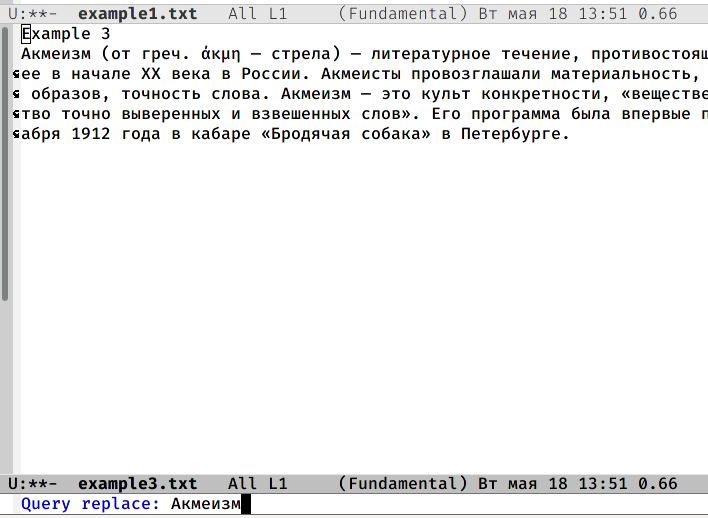 U:**-  example1.txt   All L1     (Fundamental) Вт мая 18 13:51 0.66
Example 3
Акмеизм (от греч. άκμη — стрела) — литературное течение, противостоящ
ее в начале XX века в России. Акмеисты провозглашали материальность,
образов, точность слова. Акмеизм — это культ конкретности, «веществе
тво точно выверенных и взвешенных слов». Его программа была впервые п
абря 1912 года в кабаре «Бродячая собака» в Петербурге.
U:**-  example3.txt   All L1     (Fundamental) Вт мая 18 13:51 0.66
Query replace: Акмеизм